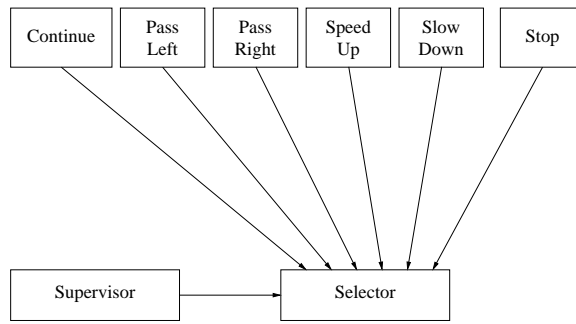 Continue
Pass
Left
Pass
Right
Speed
Up
Slow
Down
Stop
Supervisor
Selector